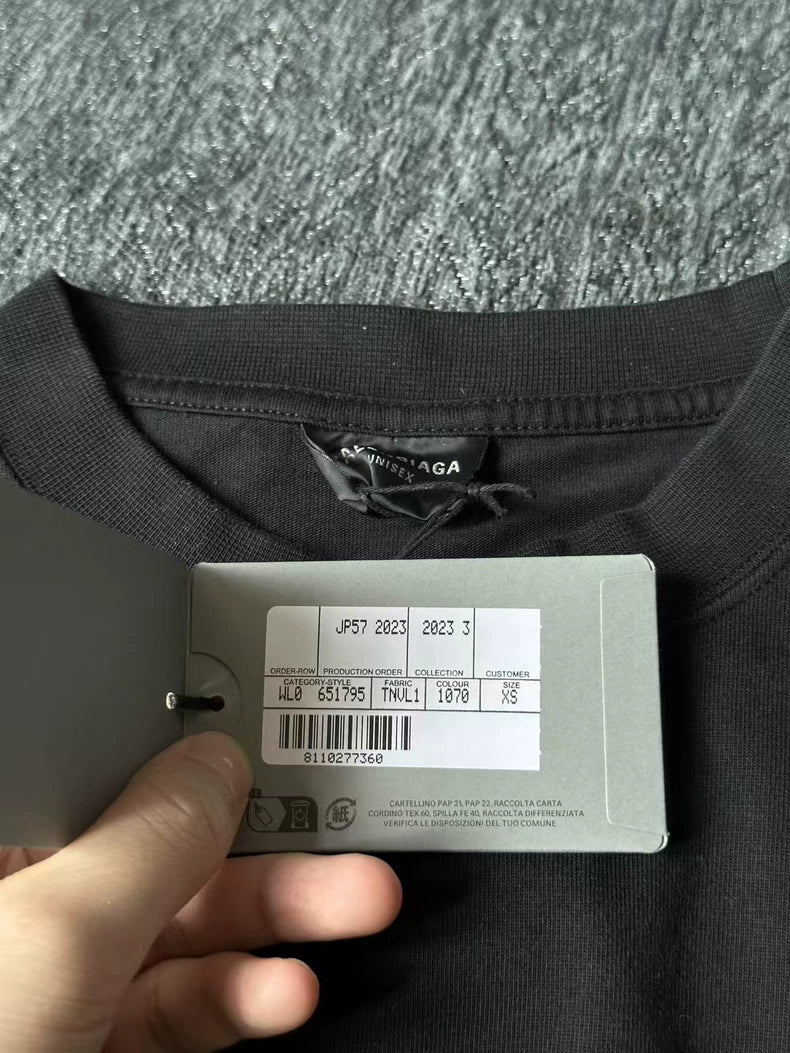 UNISEX
JP57 2023 2023 3
ORDER-ROW PRODUCTION ORDER COLLECTION CUSTOMER
CATEGORY-STYLE FABRIC COLOUR SIZE
WL0 651795 TNVL1 1070 XS
8110277360
紙
CARTELLINO PAP 21, PAP 22, RACCOLTA CARTA
CORDINO TEX 60, SPILLA FE 40, RACCOLTA DIFFERENZIATA
VERIFICA LE DISPOSIZIONI DEL TUO COMUNE